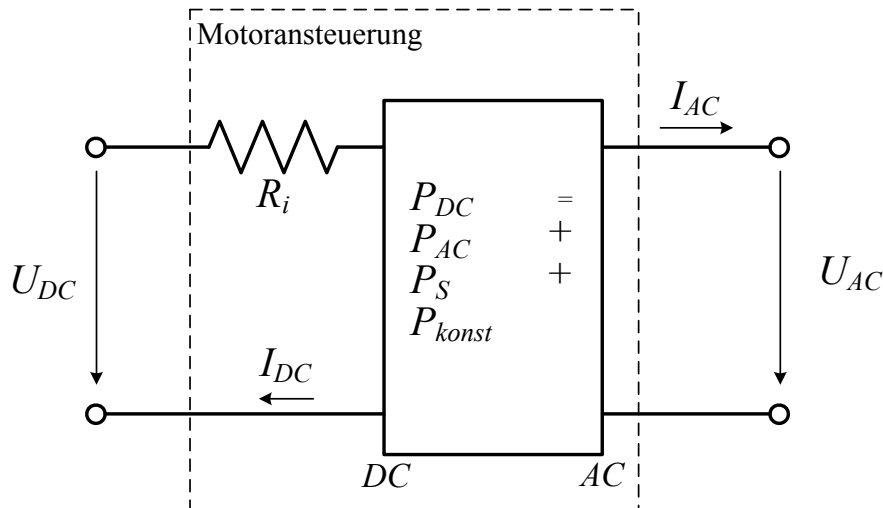 Motoransteuerung
I_AC
R_i
P_DC =
P_AC +
P_S +
P_konst
U_DC
U_AC
I_DC
DC
AC